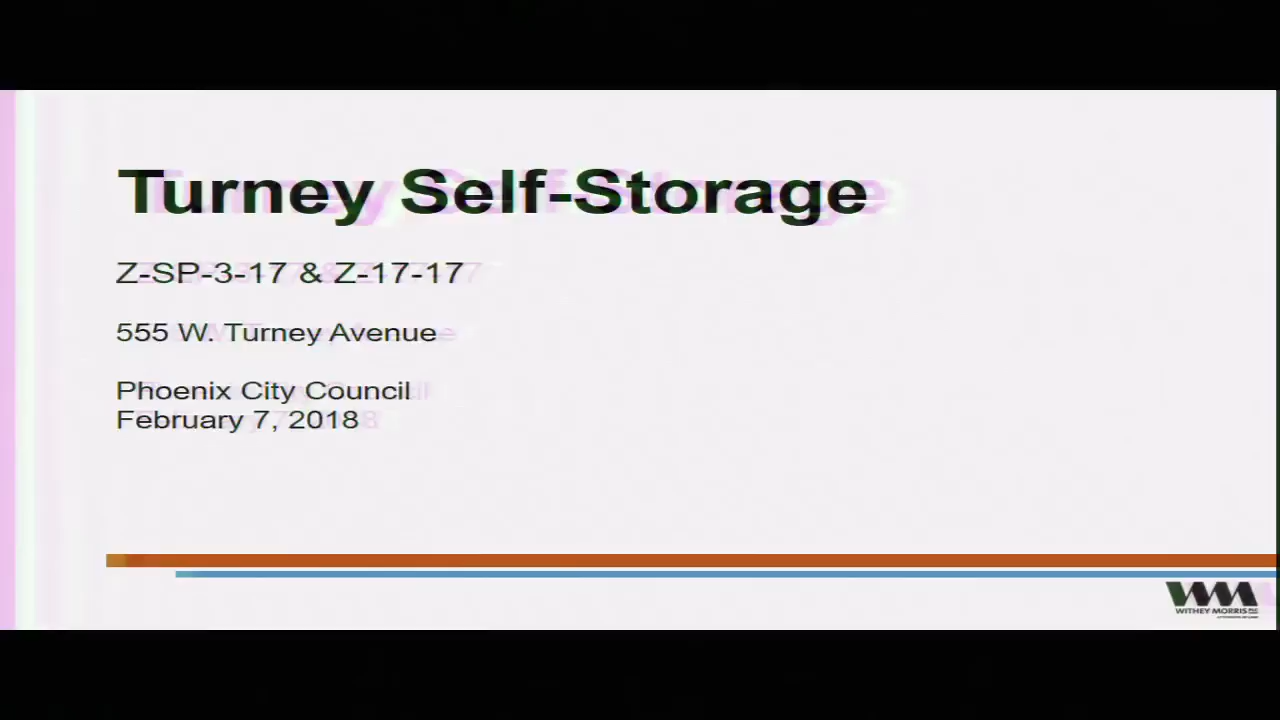 Turney Self-Storage
Z-SP-3-17 & Z-17-17
555 W. Turney Avenue
Phoenix City Council
February 7, 2018
WITHEY MORRIS